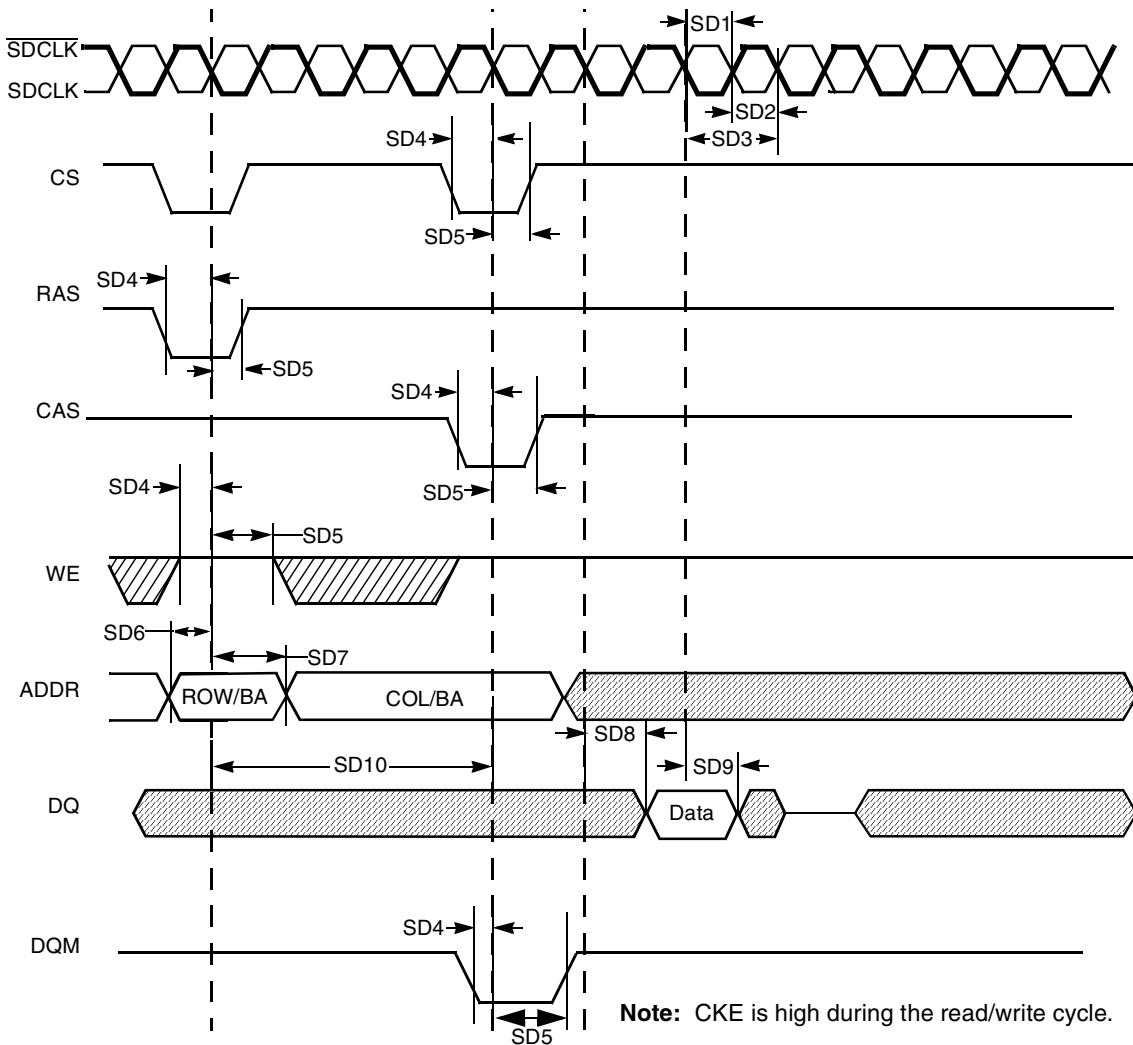 SD1
SDCLK
SDCLK
SD2
SD4
SD3
CS
SD5
SD4
RAS
SD5
SD4
CAS
SD4
SD5
SD5
WE
SD6
SD7
ADDR
ROW/BA
COL/BA
SD8
SD10
SD9
DQ
Data
SD4
DQM
Note: CKE is high during the read/write cycle.
SD5